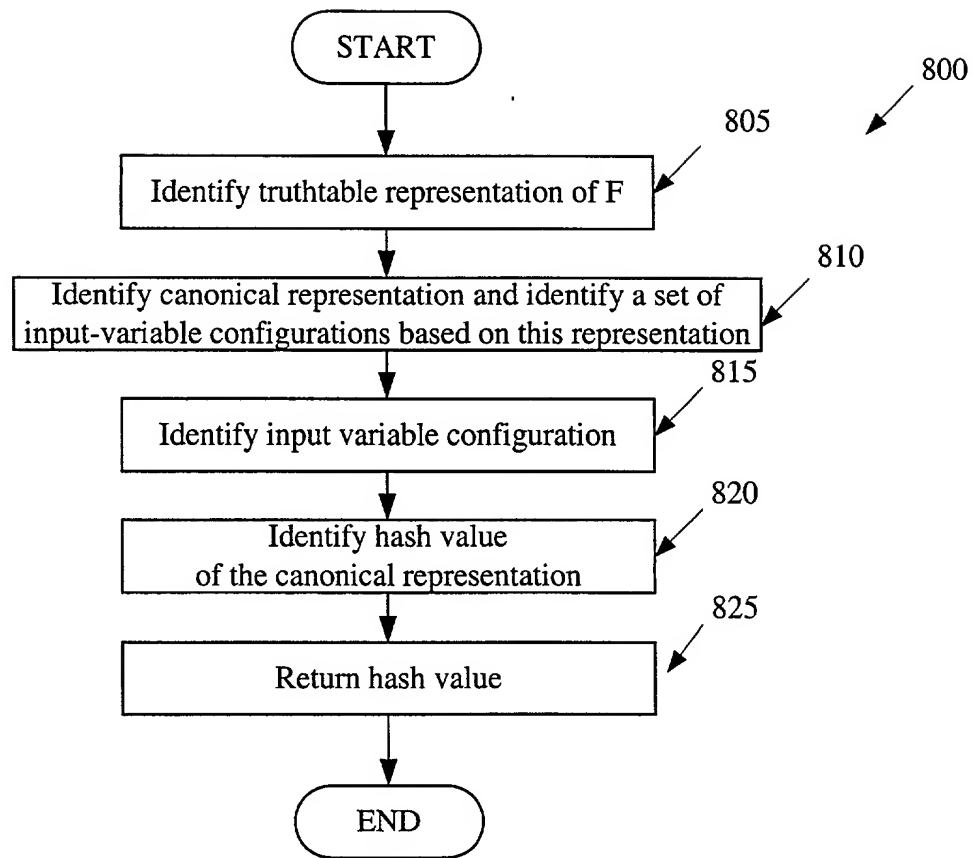 START
800
805
Identify truthtable representation of F
810
Identify canonical representation and identify a set of
input-variable configurations based on this representation
815
Identify input variable configuration
820
Identify hash value
of the canonical representation
825
Return hash value
END